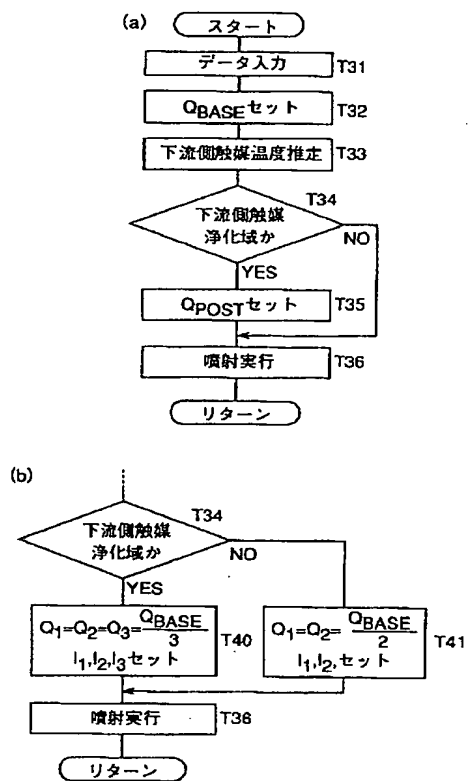 (a)
スタート
データ入力 T31
QBASEセット T32
下流側触媒温度推定 T33
T34
下流側触媒
浄化域か
NO
YES
QPOSTセット T35
噴射実行 T36
リターン
(b)
T34
下流側触媒
浄化域か
NO
YES
Q1=Q2=Q3=QBASE/3
I1,I2,I3セット
T40
Q1=Q2=QBASE/2
I1,I2,セット
T41
噴射実行 T36
リターン